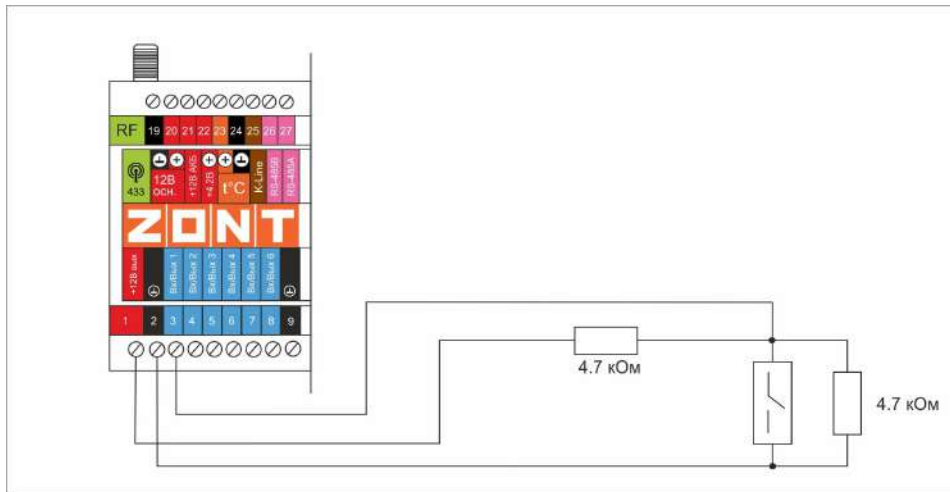 RF 19 20 21 22 23 24 25 26 27
433
12В
осн.
+12В АКБ
+4.2В
t°C
K-Line
RS-485B
RS-485A
ZONT
+12В вых
Вх/Вых 1
Вх/Вых 2
Вх/Вых 3
Вх/Вых 4
Вх/Вых 5
Вх/Вых 6
1 2 3 4 5 6 7 8 9
4.7 кОм
4.7 кОм